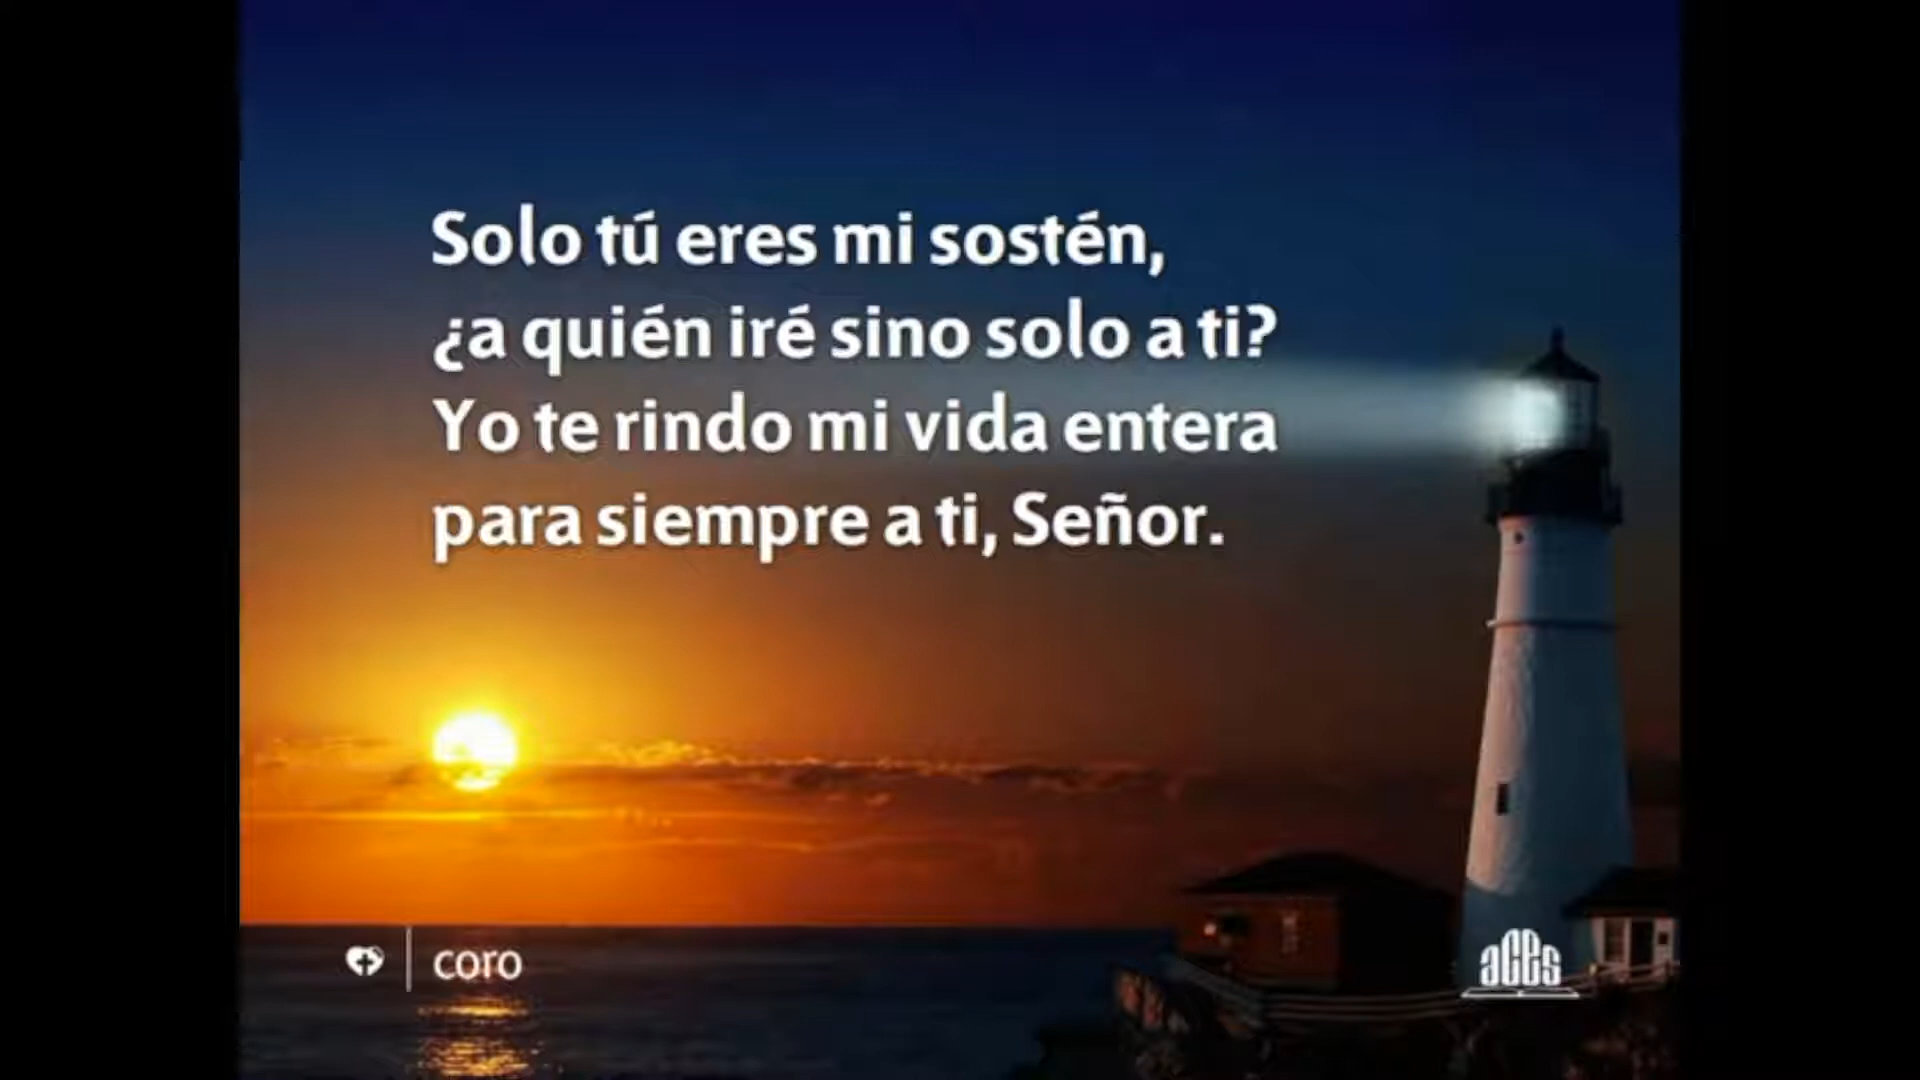 Solo tú eres mi sostén,
¿a quién iré sino solo a ti?
Yo te rindo mi vida entera
para siempre a ti, Señor.
coro
aces